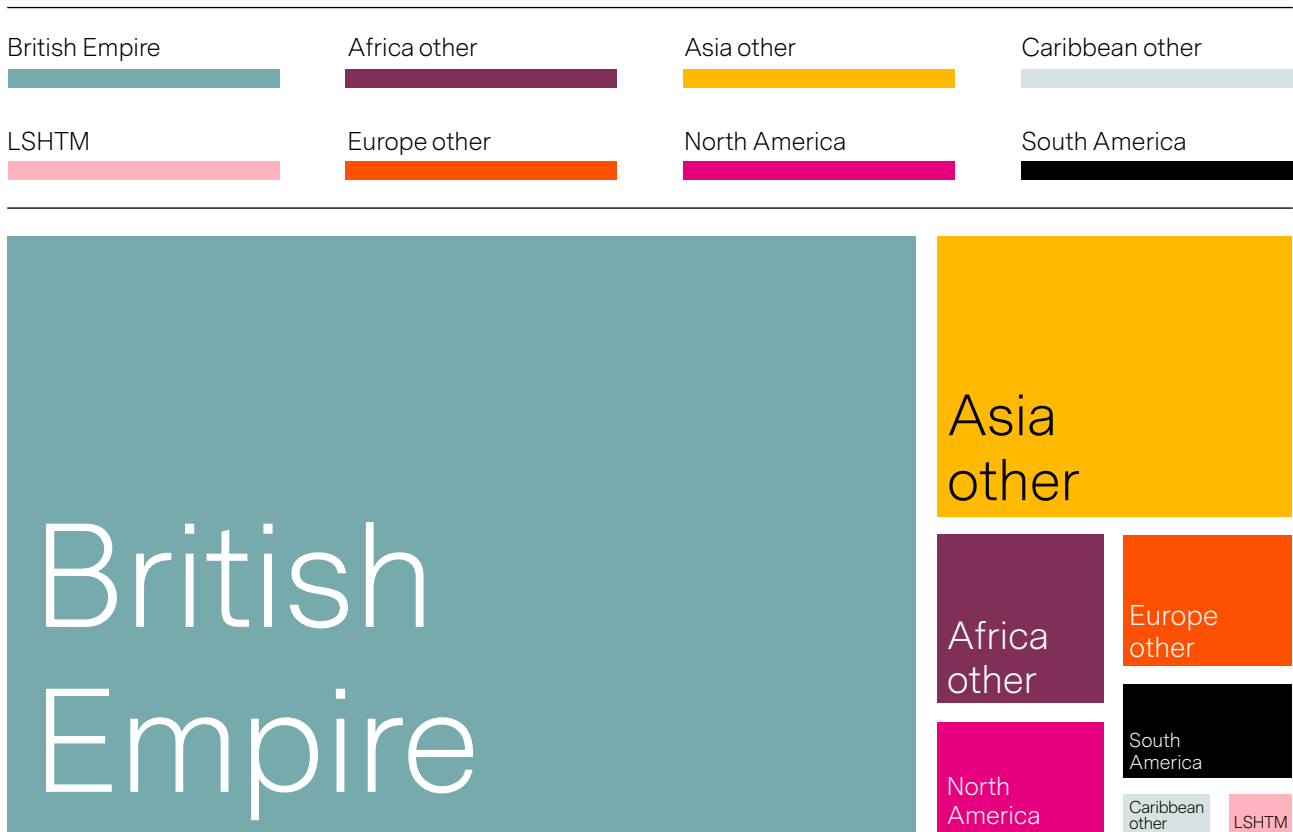 British Empire
Africa other
Asia other
Caribbean other
LSHTM
Europe other
North America
South America
British
Empire
Asia
other
Africa
other
Europe
other
South
America
North
America
Caribbean
other
LSHTM